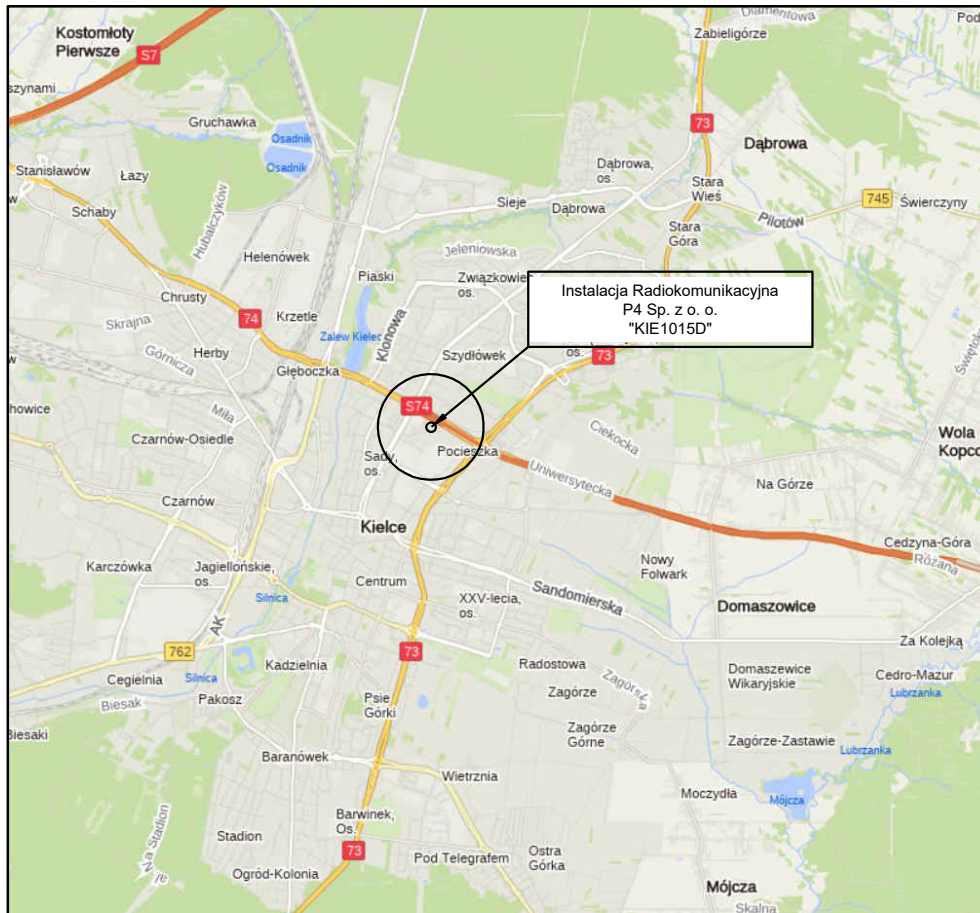 Diamentowa
Pod
Kostomłoty
Pierwsze
Zabieligórze
S7
szynami
Gruchawka
Osadnik
73
Dąbrowa
Osadnik
Dąbrowa,
os.
Stanisławów
Łazy
Stara
Wieś
745
Świerczyny
w
Hubalczyków
Sieje
Dąbrowa
Schaby
Pilotów
Stara
Góra
Helenówek
Jeleniowska
Piaski
Związkowiec
os.
Instalacja Radiokomunikacyjna
P4 Sp. z o. o.
"KIE1015D"
Chrusty
Krzetle
74
Skrajna
Zalew Kielec
Klonowa
Górnicza
Herby
Szydłówek
os.
73
w
Głęboczka
howice
Miła
S74
Ciekocka
Wola
Kopco
Czarnów-Osiedle
Sady,
os.
Pocieszka
Uniwersytecka
Na Górze
Czarnów
Kielce
Cedzyna-Góra
Różana
Karczówka
Jagiellońskie,
os.
Centrum
Nowy
Folwark
Silnica
XXV-lecia,
os.
Sandomierska
Domaszowice
AK
Za Kolejką
762
73
Kadzielnia
Radostowa
Domaszewice
Wikaryjskie
Cedro-Mazur
Cegielnia
Silnica
Zagórska
Lubrzanka
Biesak
Pakosz
Psie
Górki
Zagórze
Biesaki
Zagórze
Górne
Zagórze-Zastawie
Lubrzanka
Baranówek
Wietrznia
Moczydła
Mójcza
Barwinek,
Os.
Na Stadion
Stadion
73
Pod Telegrafem
Ostra
Górka
Ogród-Kolonia
Mójcza
Skalna